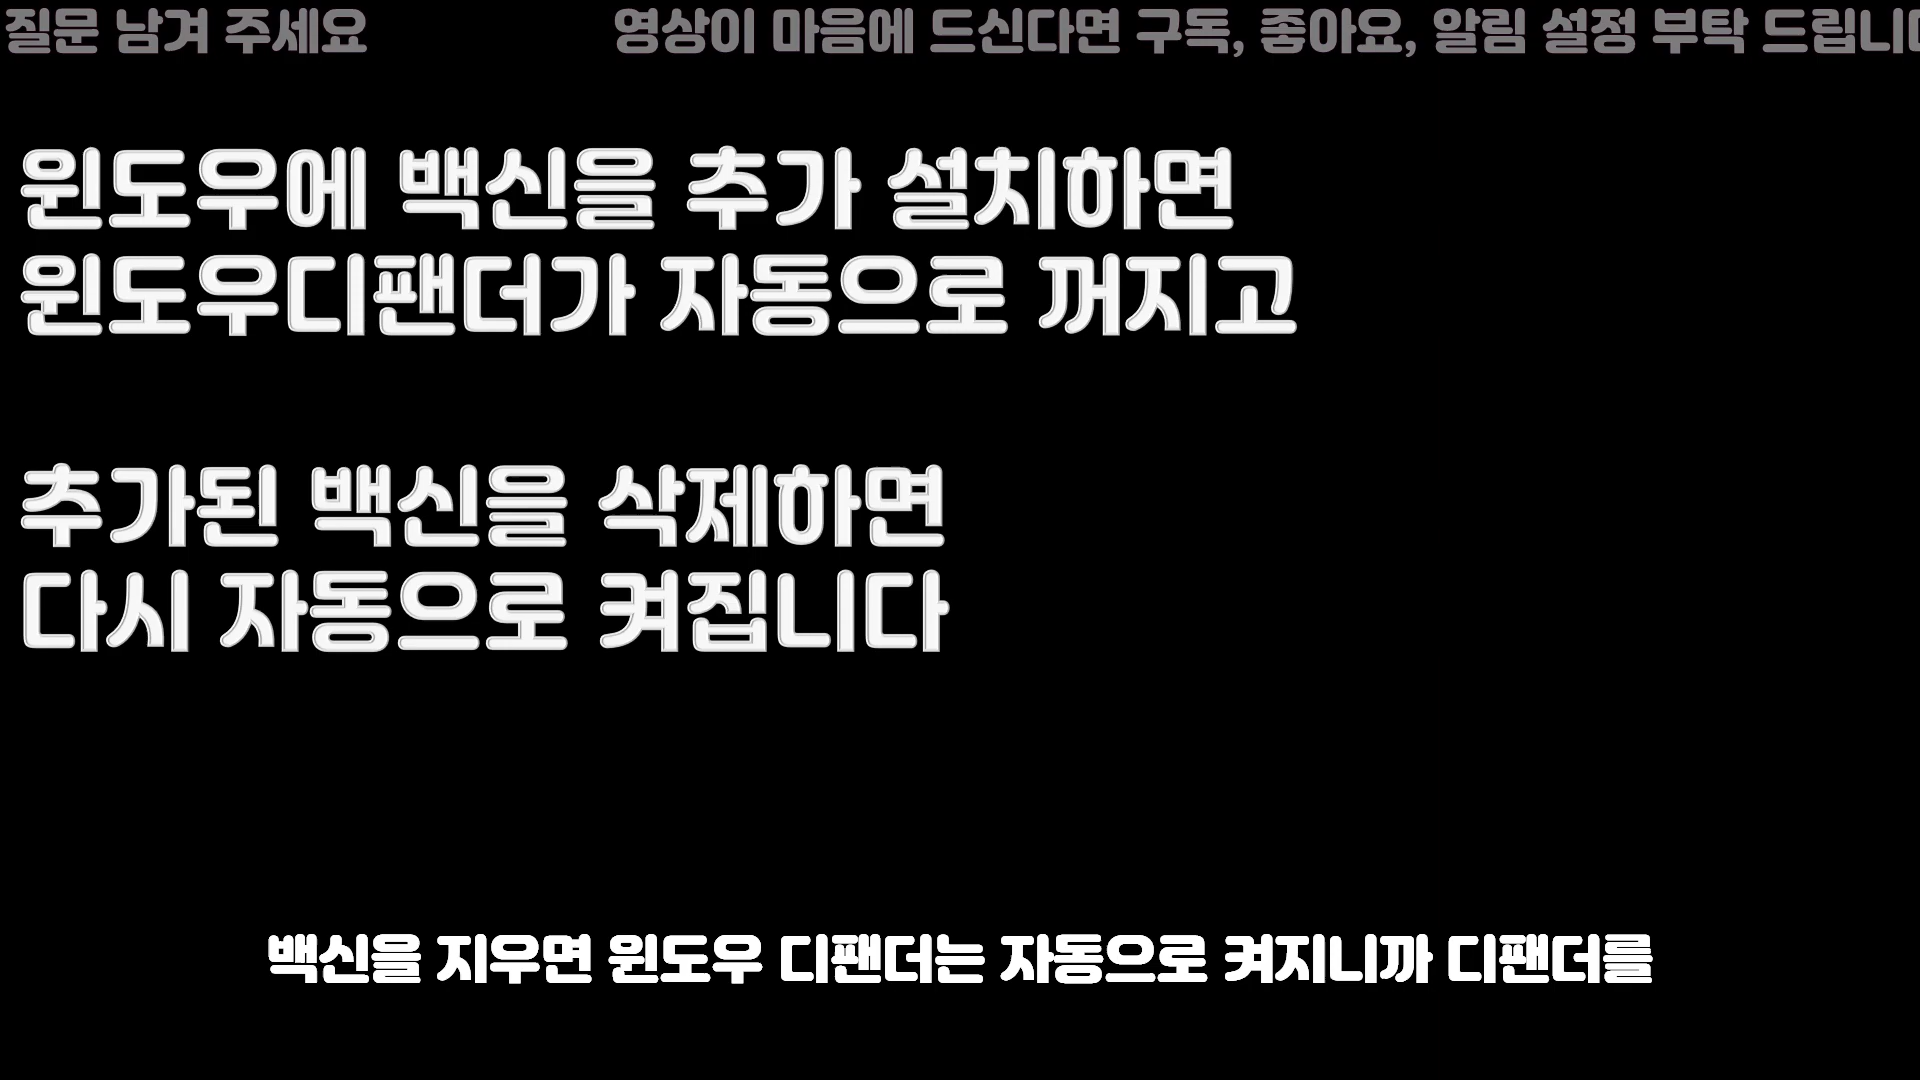 질문 남겨 주세요 영상이 마음에 드신다면 구독, 좋아요, 알림 설정 부탁 드립니다
윈도우에 백신을 추가 설치하면
윈도우디팬더가 자동으로 꺼지고
추가된 백신을 삭제하면
다시 자동으로 켜집니다
백신을 지우면 윈도우 디팬더는 자동으로 켜지니까 디팬더를